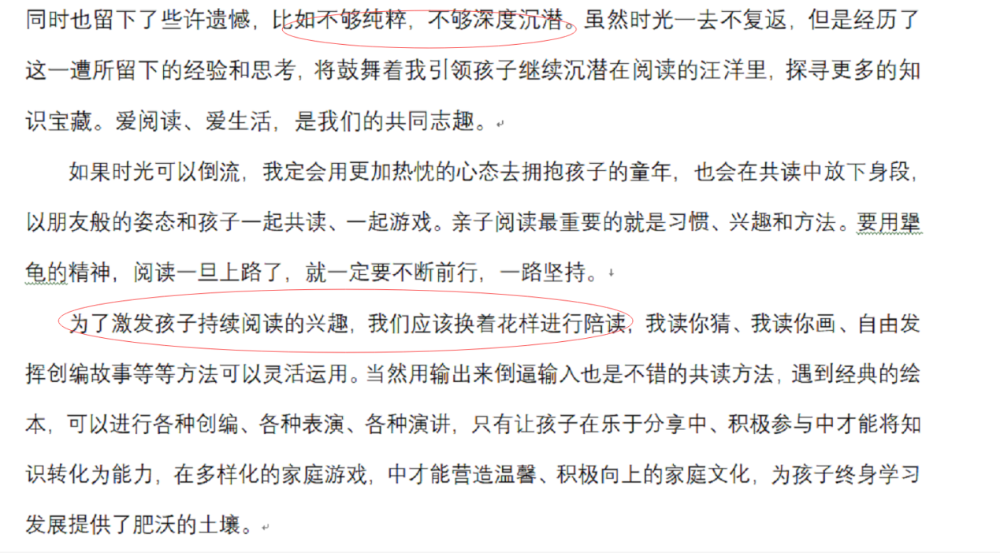 同时也留下了些许遗憾，比如不够纯粹，不够深度沉潜。虽然时光一去不复返，但是经历了
这一遭所留下的经验和思考，将鼓舞着我引领孩子继续沉潜在阅读的汪洋里，探寻更多的知
识宝藏。爱阅读、爱生活，是我们的共同志趣。
如果时光可以倒流，我定会用更加热忱的心态去拥抱孩子的童年，也会在共读中放下身段，
以朋友般的姿态和孩子一起共读、一起游戏。亲子阅读最重要的就是习惯、兴趣和方法。要用犟
龟的精神，阅读一旦上路了，就一定要不断前行，一路坚持。
为了激发孩子持续阅读的兴趣，我们应该换着花样进行陪读，我读你猜、我读你画、自由发
挥创编故事等等方法可以灵活运用。当然用输出来倒逼输入也是不错的共读方法，遇到经典的绘
本，可以进行各种创编、各种表演、各种演讲，只有让孩子在乐于分享中、积极参与中才能将知
识转化为能力，在多样化的家庭游戏，中才能营造温馨、积极向上的家庭文化，为孩子终身学习
发展提供了肥沃的土壤。